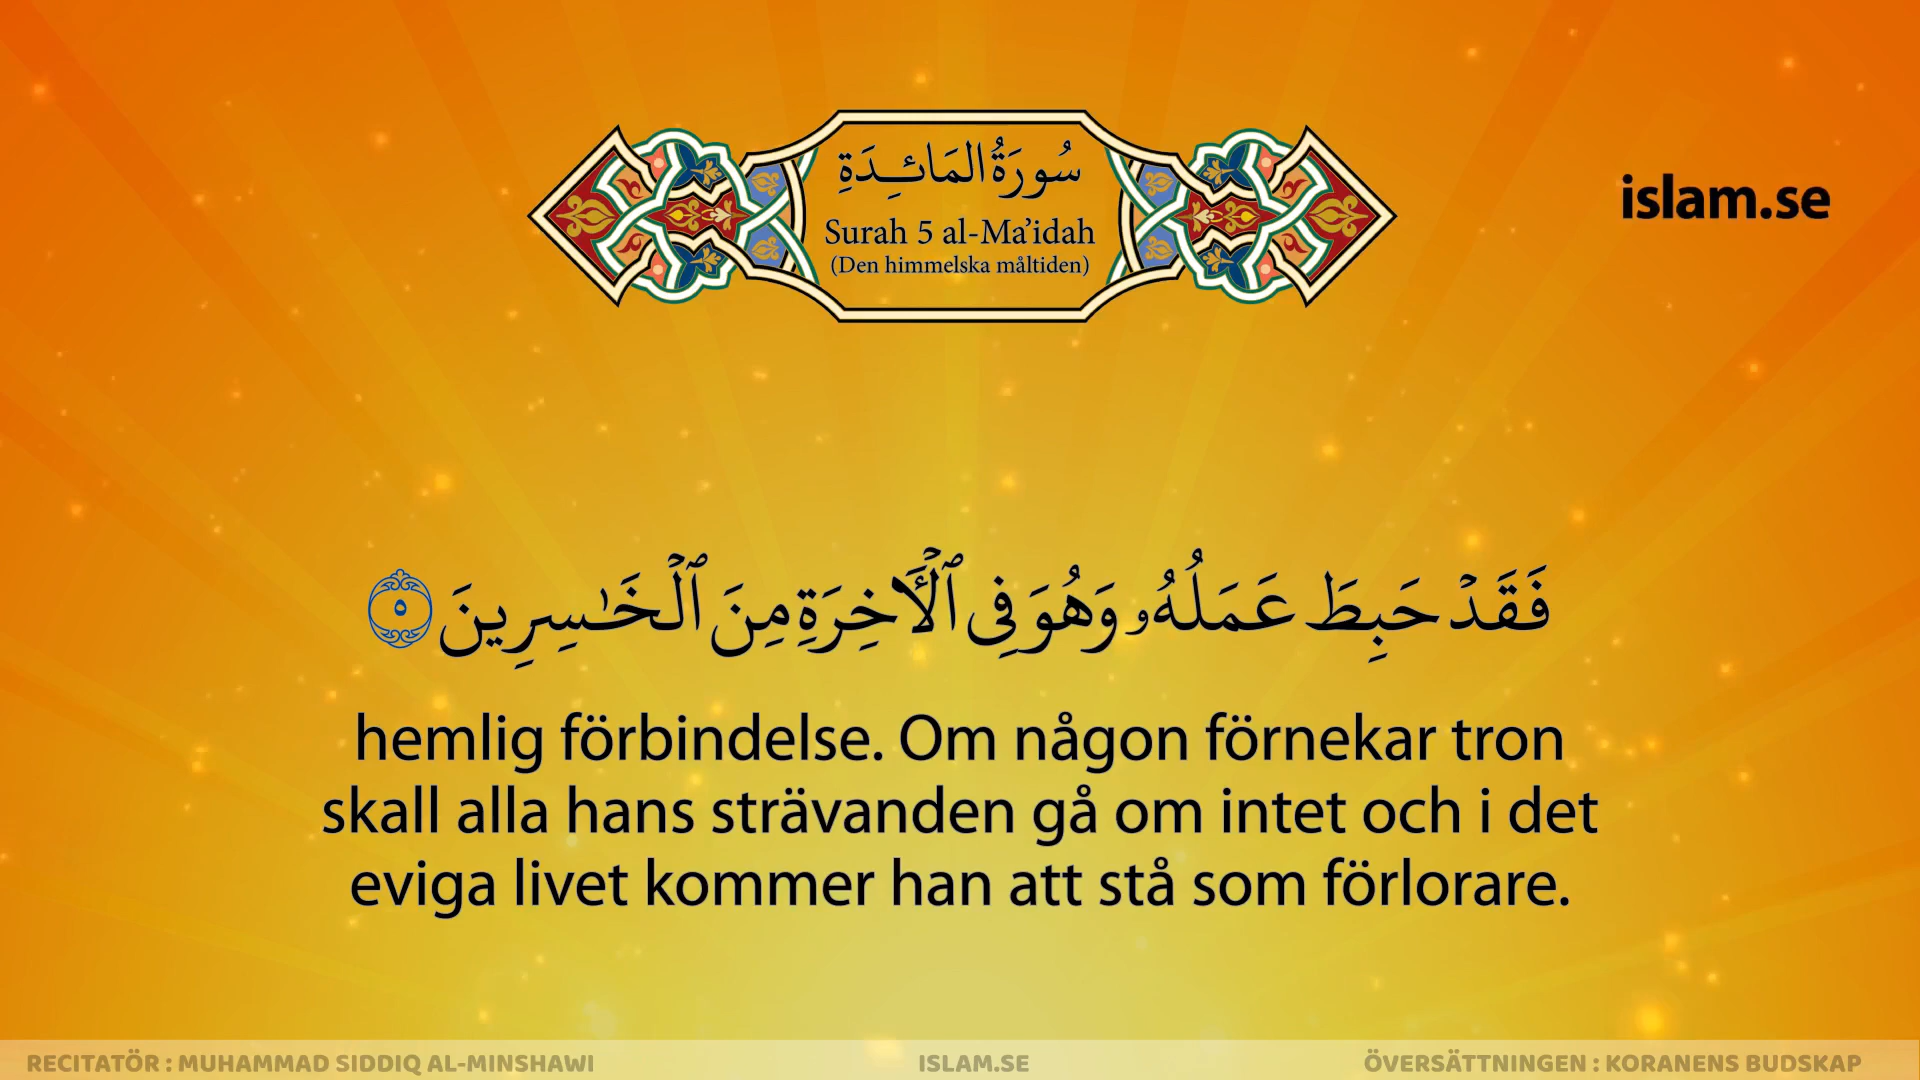 سُورَةُ المَائِدَةِ
Surah 5 al-Ma’idah
(Den himmelska måltiden)
islam.se
فَقَدۡ حَبِطَ عَمَلُهُۥ وَهُوَ فِى ٱلۡأَخِرَةِ مِنَ ٱلۡخَـٰسِرِينَ ٥
hemlig förbindelse. Om någon förnekar tron
skall alla hans strävanden gå om intet och i det
eviga livet kommer han att stå som förlorare.
RECITATÖR : MUHAMMAD SIDDIQ AL-MINSHAWI
ISLAM.SE
ÖVERSÄTTNINGEN : KORANENS BUDSKAP